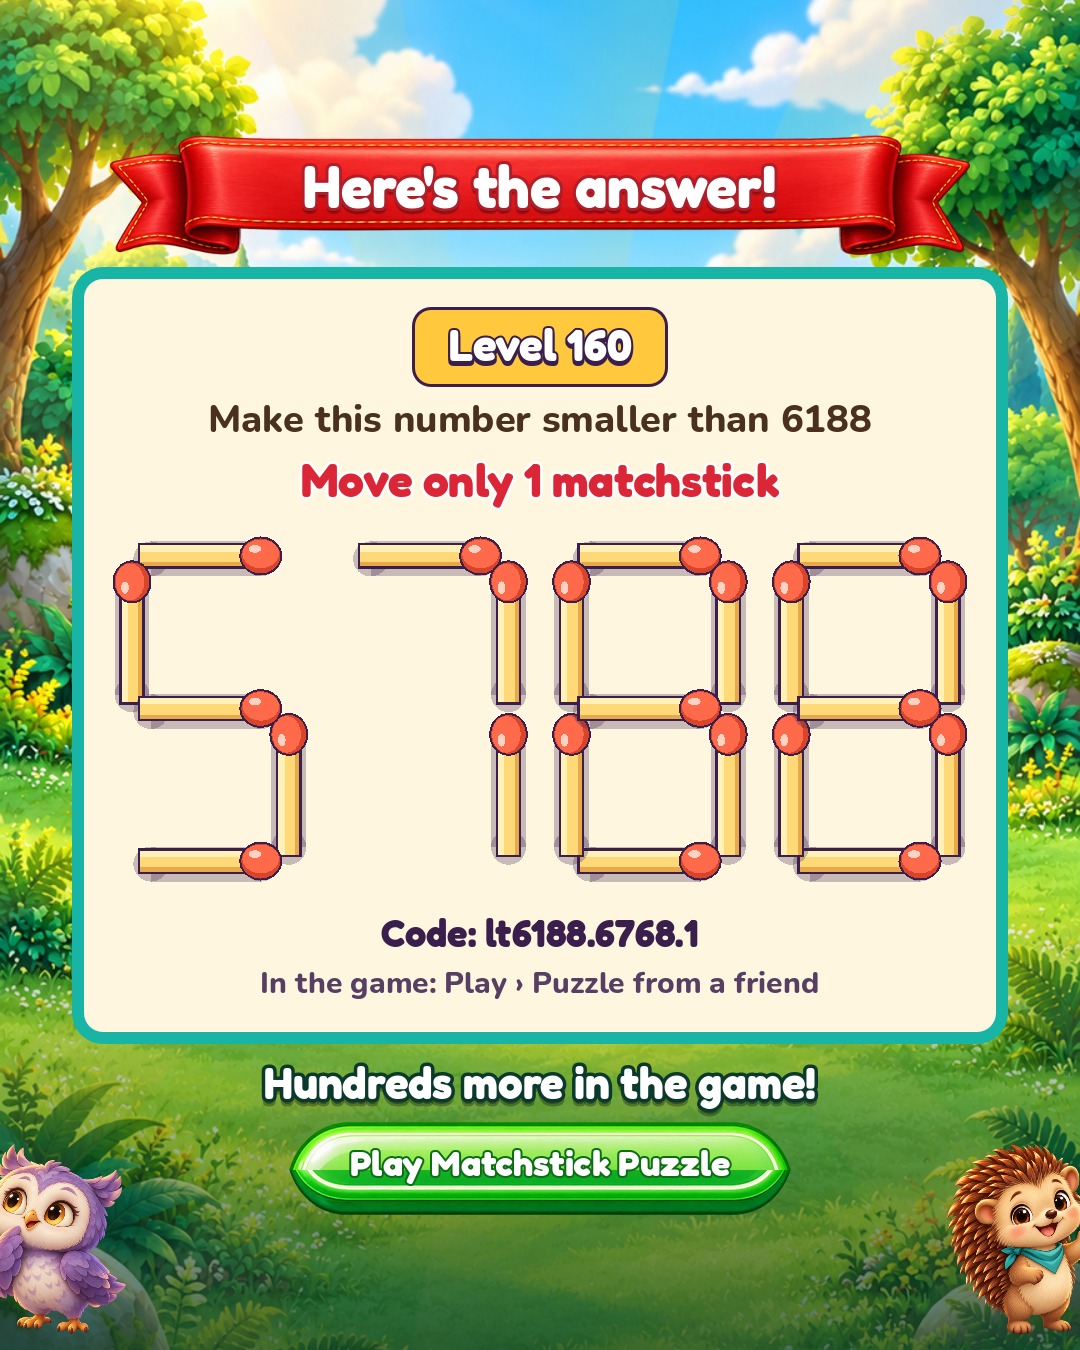 Here's the answer!
Level 160
Make this number smaller than 6188
Move only 1 matchstick
5788
Code: lt6188.6768.1
In the game: Play › Puzzle from a friend
Hundreds more in the game!
Play Matchstick Puzzle